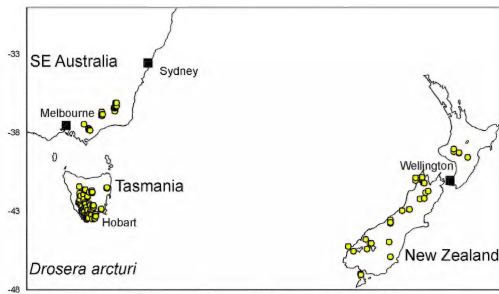 -33
SE Australia
Sydney
Melbourne
-38
Wellington
Tasmania
-43
Hobart
New Zealand
Drosera arcturi
-48